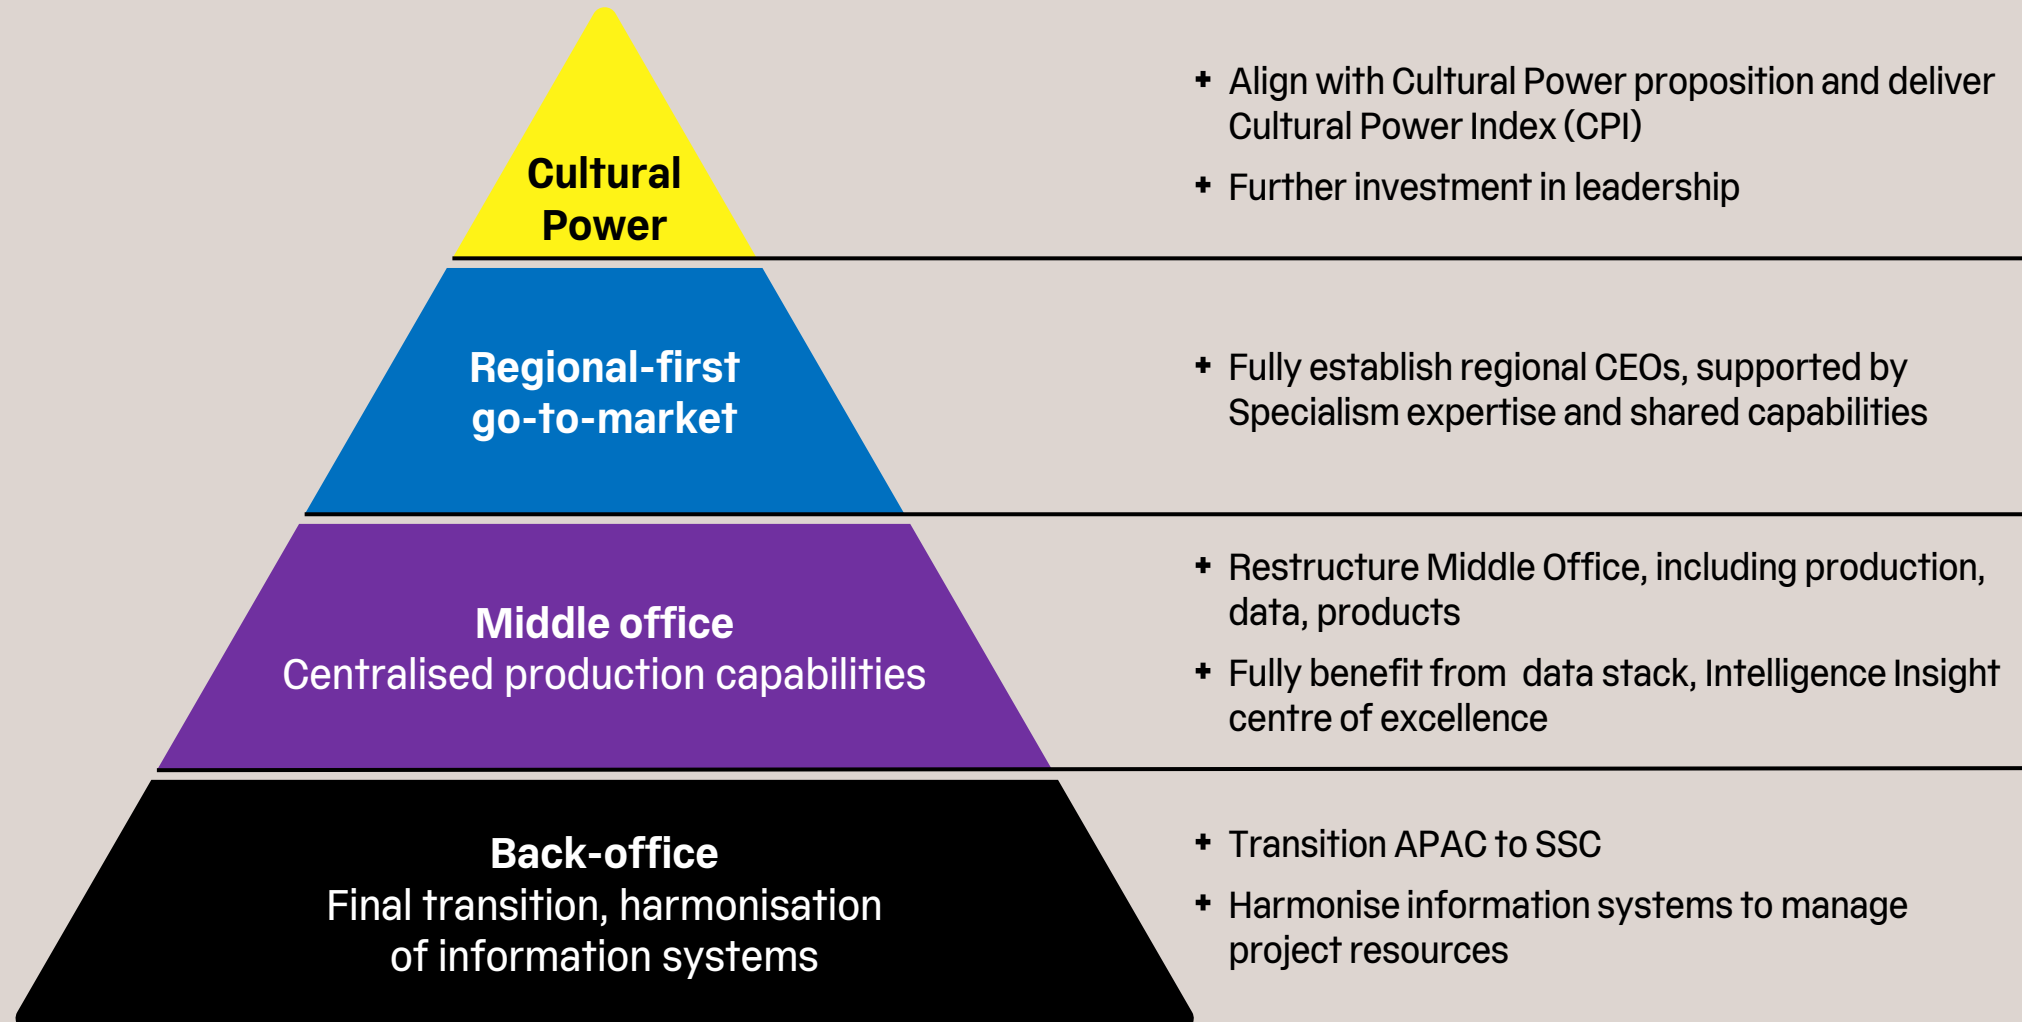 Cultural
Power
+ Align with Cultural Power proposition and deliver
Cultural Power Index (CPI)
+ Further investment in leadership
Regional-first
go-to-market
+ Fully establish regional CEOs, supported by
Specialism expertise and shared capabilities
Middle office
Centralised production capabilities
+ Restructure Middle Office, including production,
data, products
+ Fully benefit from  data stack, Intelligence Insight
centre of excellence
Back-office
Final transition, harmonisation
of information systems
+ Transition APAC to SSC
+ Harmonise information systems to manage
project resources